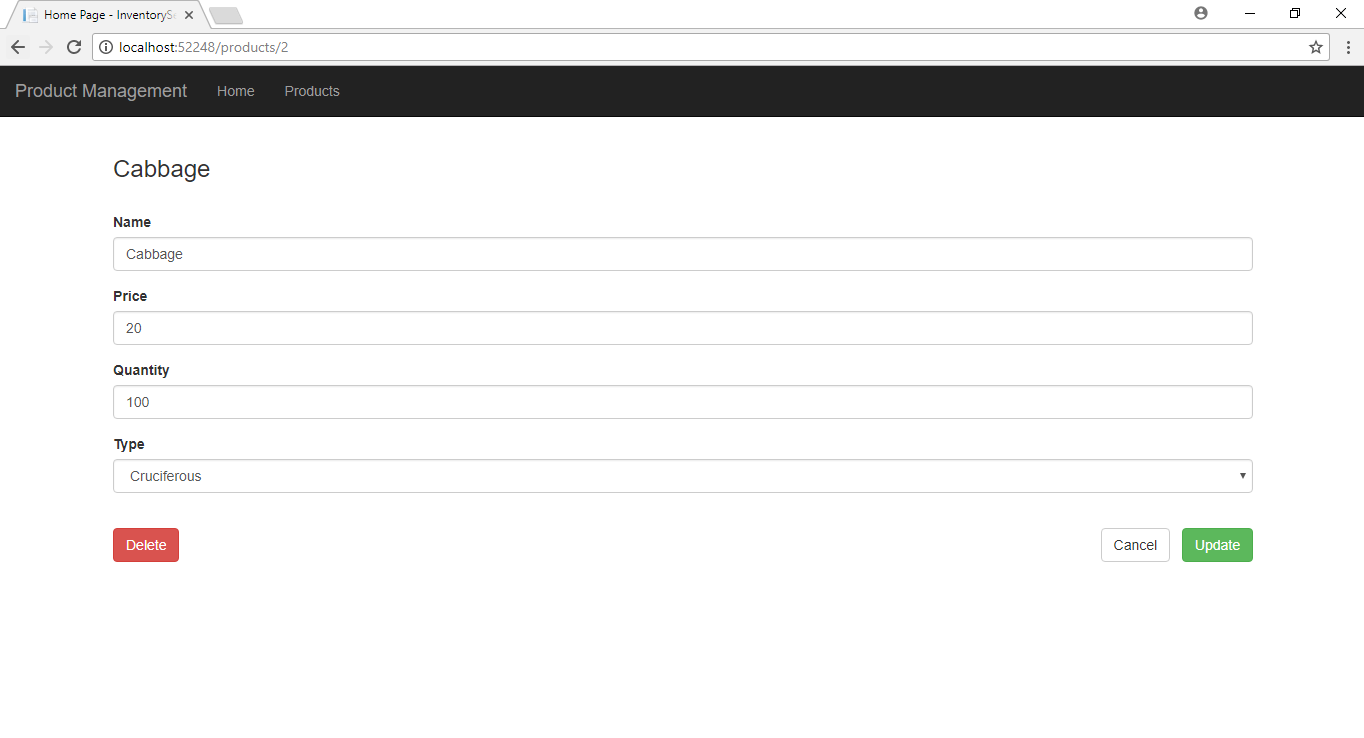 Home Page - InventorySe
localhost:52248/products/2
Product Management Home Products
Cabbage
Name
Cabbage
Price
20
Quantity
100
Type
Cruciferous
Delete Cancel Update